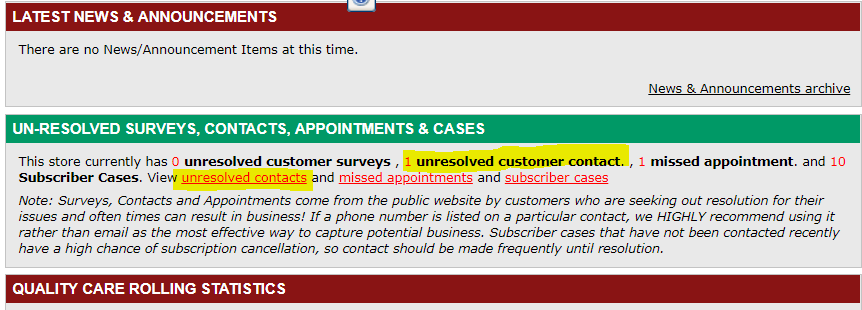 LATEST NEWS & ANNOUNCEMENTS
There are no News/Announcement Items at this time.
News & Announcements archive
UN-RESOLVED SURVEYS, CONTACTS, APPOINTMENTS & CASES
This store currently has 0 unresolved customer surveys , 1 unresolved customer contact. , 1 missed appointment. and 10
Subscriber Cases. View unresolved contacts and missed appointments and subscriber cases
Note: Surveys, Contacts and Appointments come from the public website by customers who are seeking out resolution for their
issues and often times can result in business! If a phone number is listed on a particular contact, we HIGHLY recommend using it
rather than email as the most effective way to capture potential business. Subscriber cases that have not been contacted recently
have a high chance of subscription cancellation, so contact should be made frequently until resolution.
QUALITY CARE ROLLING STATISTICS